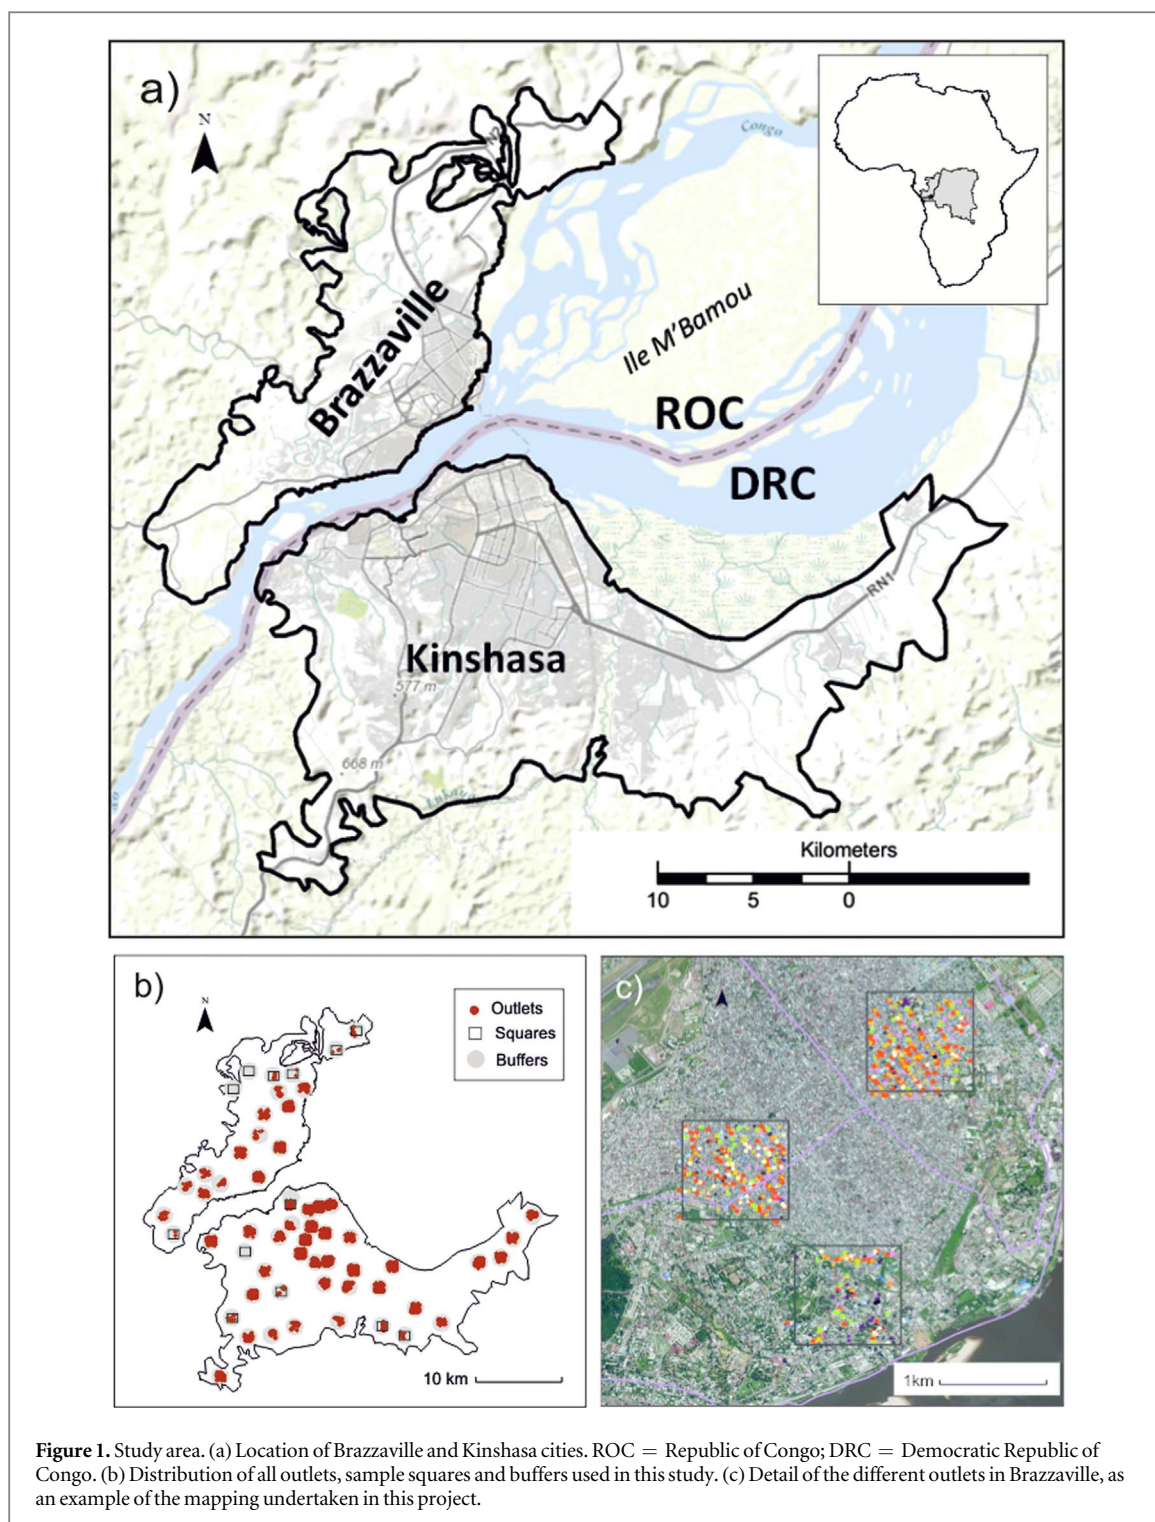 a)
N
N2
Congo
Brazzaville
Ile M'Bamou
ROC
DRC
RN1
Kinshasa
577 m
668 m
Kilometers
10 5 0
b)
N
Outlets
Squares
Buffers
10 km
c)
1km
Figure 1. Study area. (a) Location of Brazzaville and Kinshasa cities. ROC = Republic of Congo; DRC = Democratic Republic of
Congo. (b) Distribution of all outlets, sample squares and buffers used in this study. (c) Detail of the different outlets in Brazzaville, as
an example of the mapping undertaken in this project.